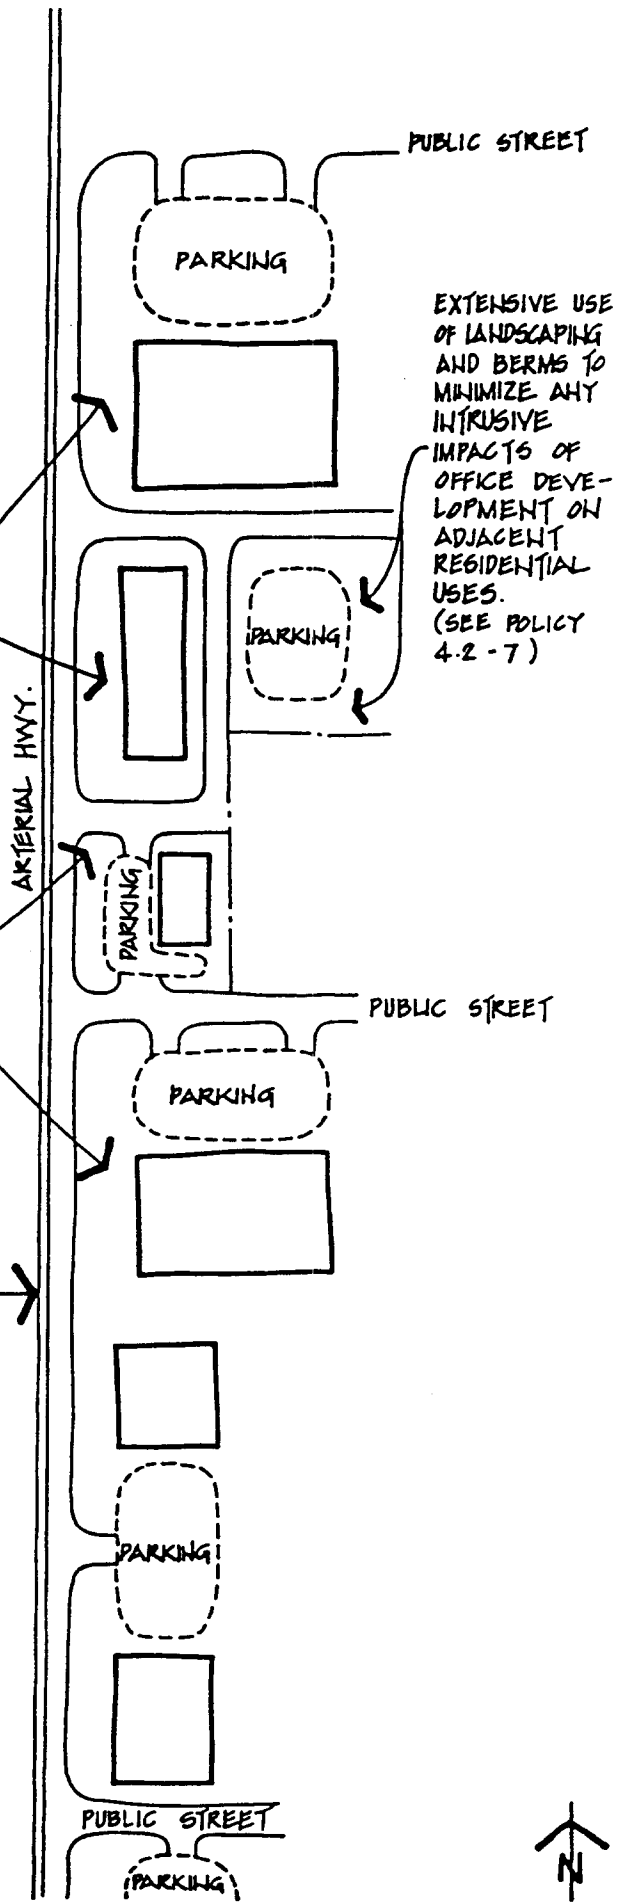 PUBLIC STREET
PARKING
EXTENSIVE USE
OF LANDSCAPING
AND BERMS TO
MINIMIZE ANY
INTRUSIVE
IMPACTS OF
OFFICE DEVE-
LOPMENT ON
ADJACENT
RESIDENTIAL
USES.
(SEE POLICY
4.2-7)
PARKING
ARTERIAL HWY.
PARKING
PUBLIC STREET
PARKING
PARKING
PUBLIC STREET
PARKING
N